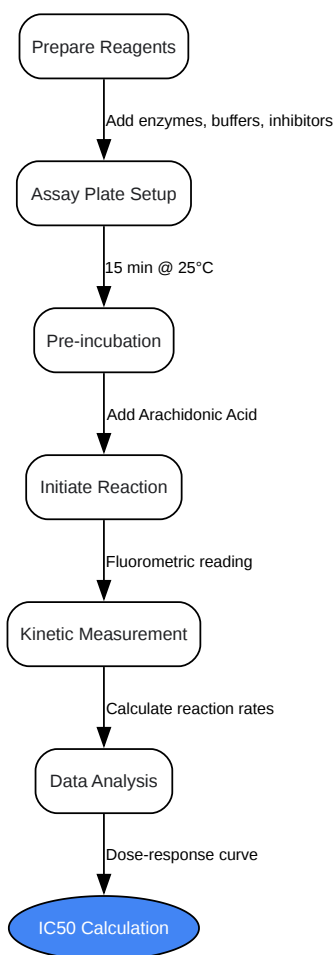 Prepare Reagents
Add enzymes, buffers, inhibitors
Assay Plate Setup
15 min @ 25°C
Pre-incubation
Add Arachidonic Acid
Initiate Reaction
Fluorometric reading
Kinetic Measurement
Calculate reaction rates
Data Analysis
Dose-response curve
IC50 Calculation